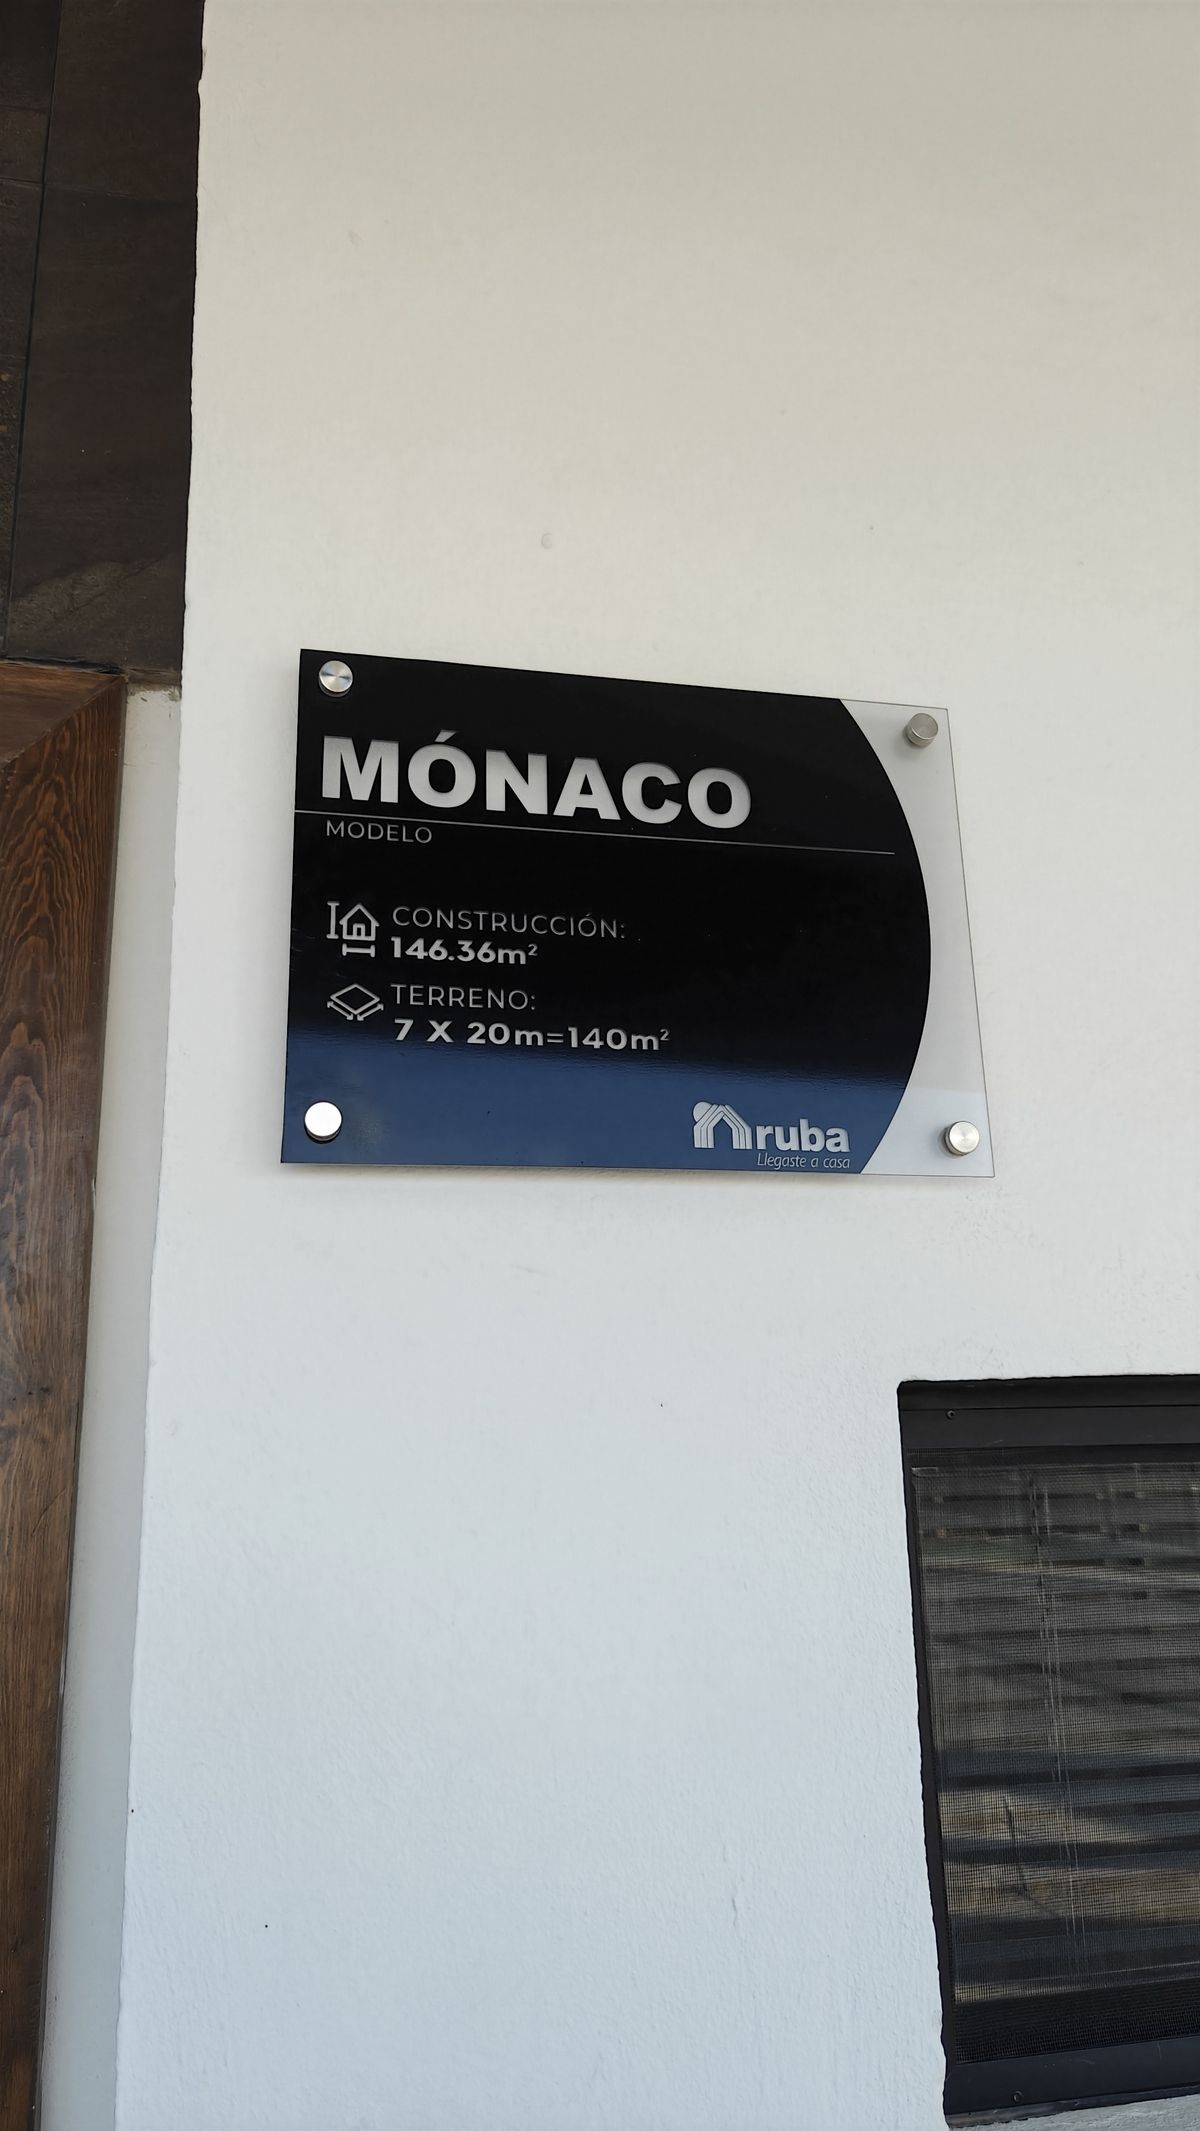 MÓNACO
MODELO
CONSTRUCCIÓN:
146.36m²
TERRENO:
7 X 20m=140m²
ruba
Llegaste a casa